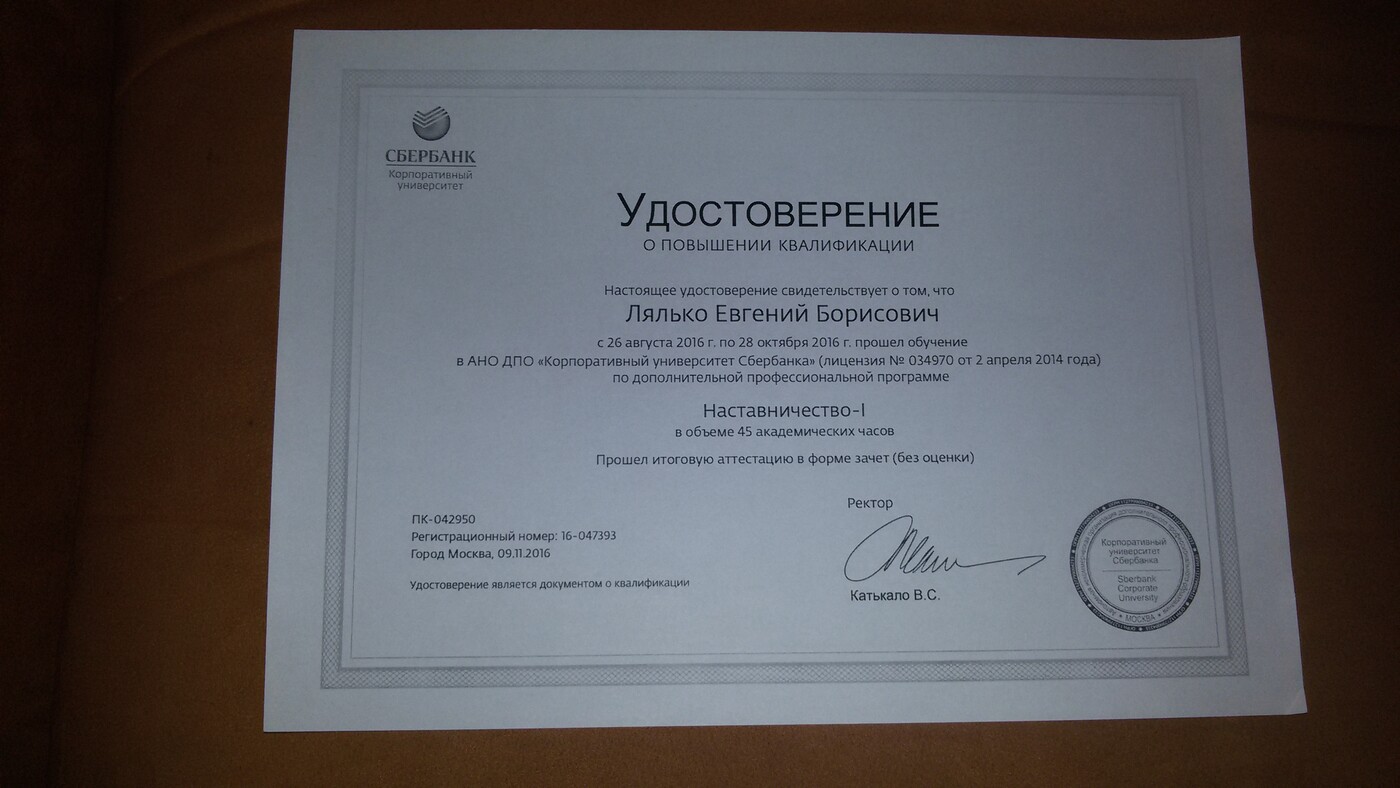 СБЕРБАНК
Корпоративный
университет
Удостоверение
о повышении квалификации
Настоящее удостоверение свидетельствует о том, что
Лялько Евгений Борисович
с 26 августа 2016 г. по 28 октября 2016 г. прошел обучение
в АНО ДПО «Корпоративный университет Сбербанка» (лицензия № 034970 от 2 апреля 2014 года)
по дополнительной профессиональной программе
Наставничество-I
в объеме 45 академических часов
Прошел итоговую аттестацию в форме зачет (без оценки)
ПК-042950
Регистрационный номер: 16-047393
Город Москва, 09.11.2016
Удостоверение является документом о квалификации
Ректор
Катькало В.С.
Корпоративный
университет
Сбербанка
Sberbank
Corporate
University
МОСКВА